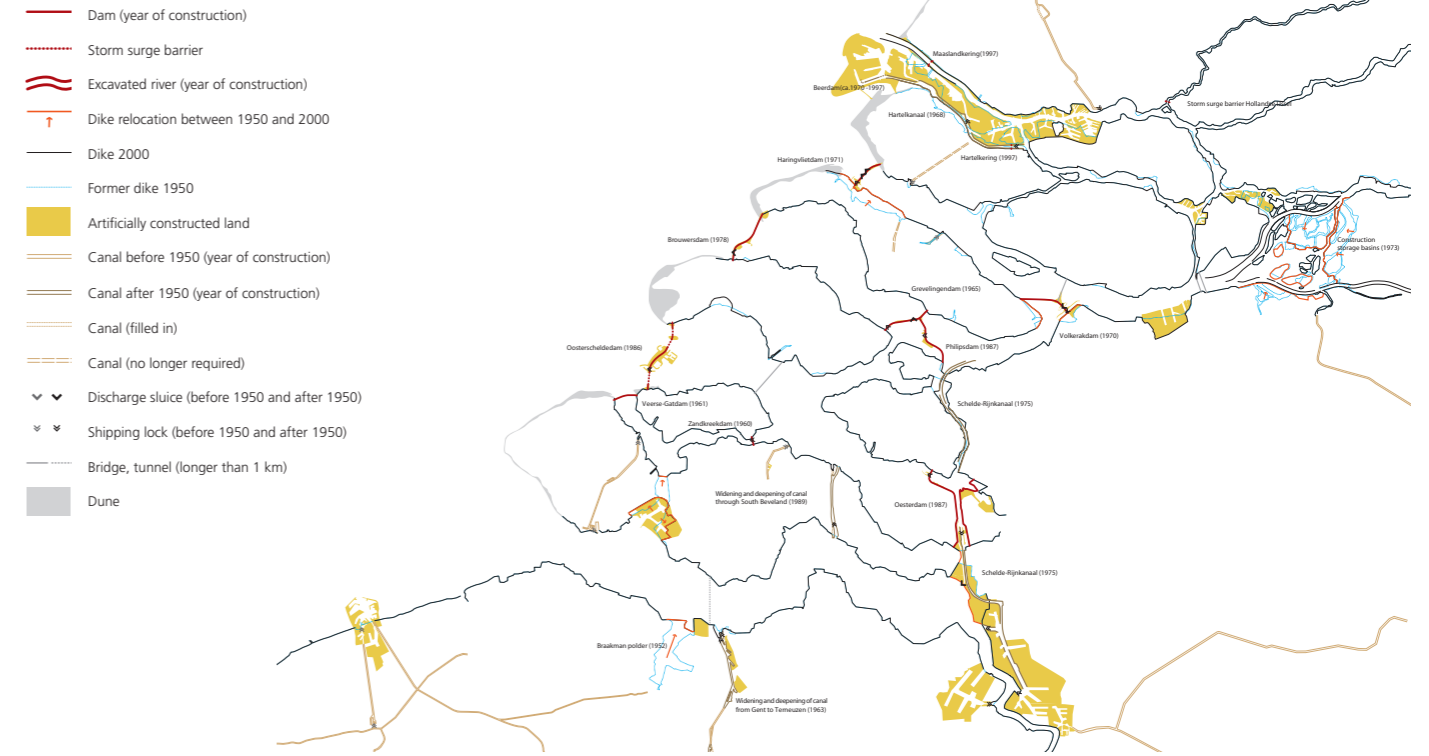 Dam (year of construction)
Storm surge barrier
Excavated river (year of construction)
Dike relocation between 1950 and 2000
Dike 2000
Former dike 1950
Artificially constructed land
Canal before 1950 (year of construction)
Canal after 1950 (year of construction)
Canal (filled in)
Canal (no longer required)
Discharge sluice (before 1950 and after 1950)
Shipping lock (before 1950 and after 1950)
Bridge, tunnel (longer than 1 km)
Dune
Maaslandkering(1997)
Beerdam(ca.1970 -1997)
Storm surge barrier Hollandse IJssel
Hartelkanaal (1968)
Hartelkering (1997)
Haringvlietdam (1971)
Brouwersdam (1978)
Construction
storage basins (1973)
Grevelingendam (1965)
Volkerakdam (1970)
Oosterscheldedam (1986)
Philipsdam (1987)
Veerse-Gatdam (1961)
Schelde-Rijnkanaal (1975)
Zandkreekdam (1960)
Widening and deepening of canal
through South Beveland (1989)
Oesterdam (1987)
Schelde-Rijnkanaal (1975)
Braakman polder (1952)
Widening and deepening of canal
from Gent to Terneuzen (1963)